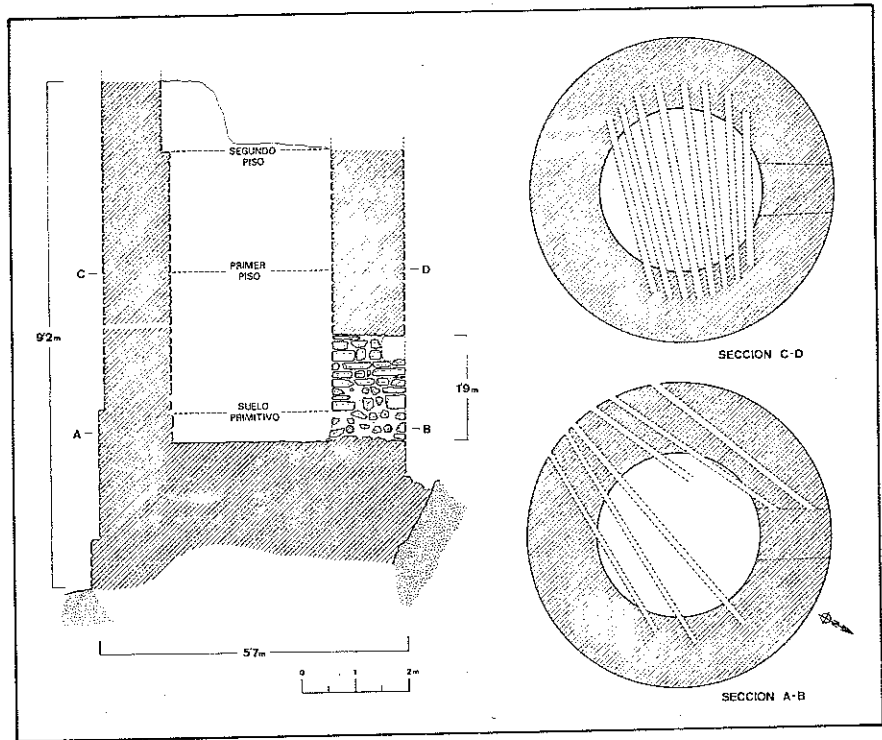 SEGUNDO
PISO
C
PRIMER
PISO
D
9'2m
1'9m
SUELO
PRIMITIVO
A
B
5'7m
0 1 2m
SECCION C-D
N
SECCION A-B